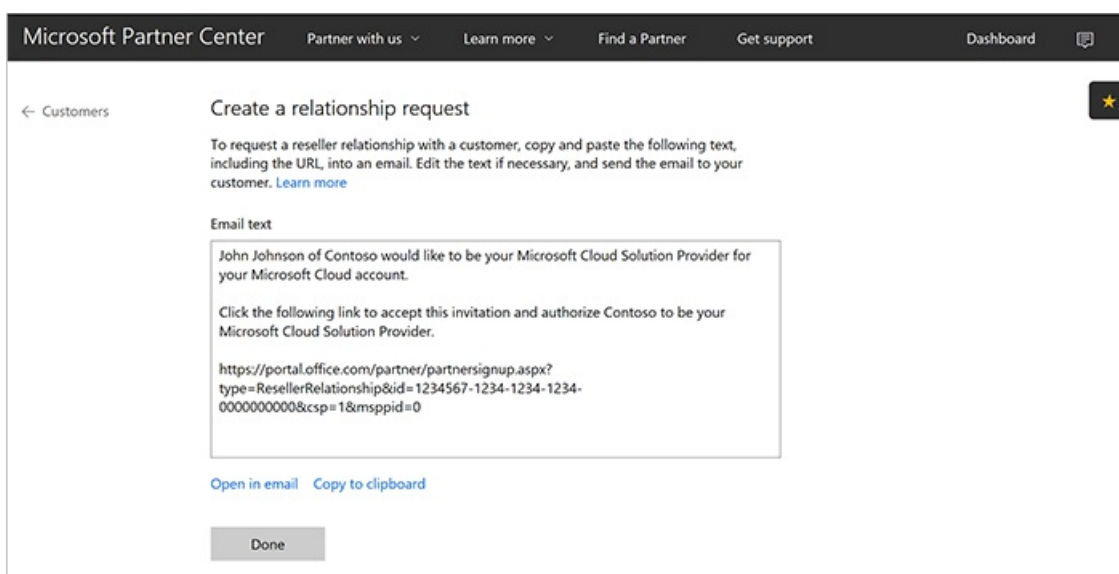 Microsoft Partner Center
Partner with us
Learn more
Find a Partner
Get support
Dashboard
← Customers
Create a relationship request
To request a reseller relationship with a customer, copy and paste the following text,
including the URL, into an email. Edit the text if necessary, and send the email to your
customer. Learn more
Email text
John Johnson of Contoso would like to be your Microsoft Cloud Solution Provider for
your Microsoft Cloud account.
Click the following link to accept this invitation and authorize Contoso to be your
Microsoft Cloud Solution Provider.
https://portal.office.com/partner/partnersignup.aspx?
type=ResellerRelationship&id=1234567-1234-1234-1234-
0000000000&csp=1&msppid=0
Open in email
Copy to clipboard
Done